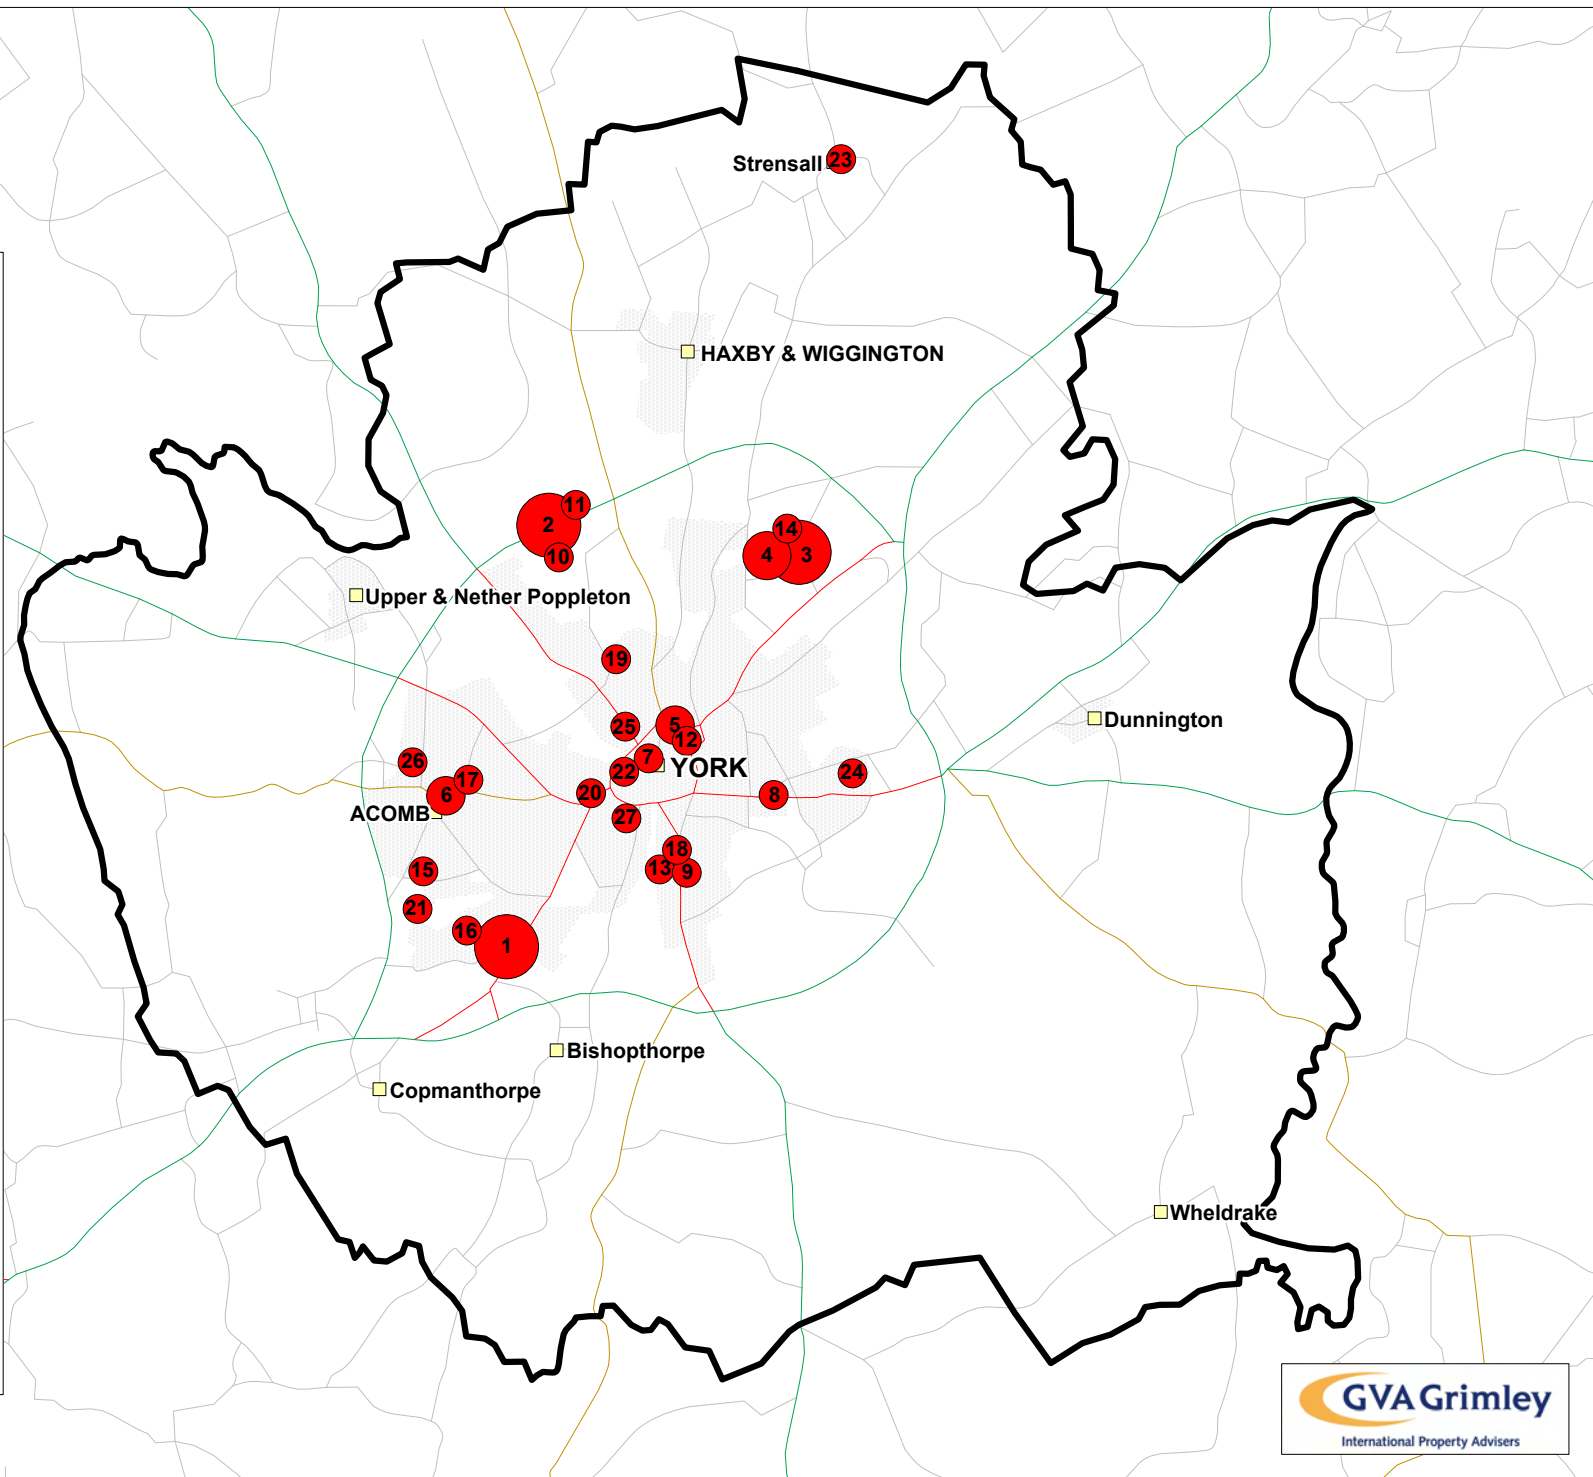 Strensall
23
HAXBY & WIGGINGTON
11
2
14
10
4
3
Upper & Nether Poppleton
19
Dunnington
25
5
12
7
YORK
26
22
24
17
6
20
8
ACOMB
27
18
15
13
9
21
16
1
Bishopthorpe
Copmanthorpe
Wheldrake
GVA Grimley
International Property Advisers